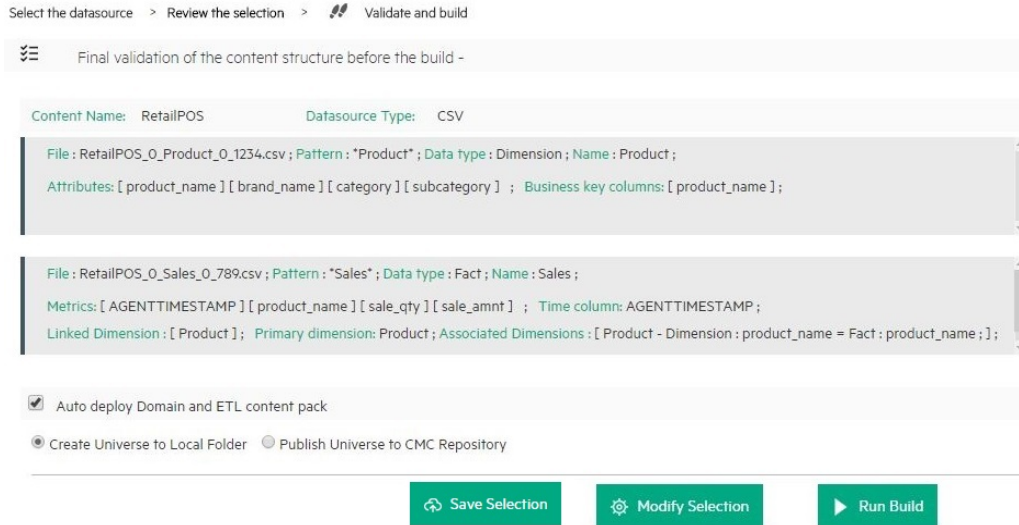 Select the datasource > Review the selection > Validate and build
Final validation of the content structure before the build -
Content Name: RetailPOS Datasource Type: CSV
File : RetailPOS_0_Product_0_1234.csv ; Pattern : *Product* ; Data type : Dimension ; Name : Product ;
Attributes: [ product_name ] [ brand_name ] [ category ] [ subcategory ] ; Business key columns: [ product_name ] ;
File : RetailPOS_0_Sales_0_789.csv ; Pattern : *Sales* ; Data type : Fact ; Name : Sales ;
Metrics: [ AGENTTIMESTAMP ] [ product_name ] [ sale_qty ] [ sale_amnt ] ; Time column: AGENTTIMESTAMP ;
Linked Dimension : [ Product ] ; Primary dimension: Product ; Associated Dimensions : [ Product - Dimension : product_name = Fact : product_name ; ] ;
Auto deploy Domain and ETL content pack
Create Universe to Local Folder Publish Universe to CMC Repository
Save Selection Modify Selection Run Build